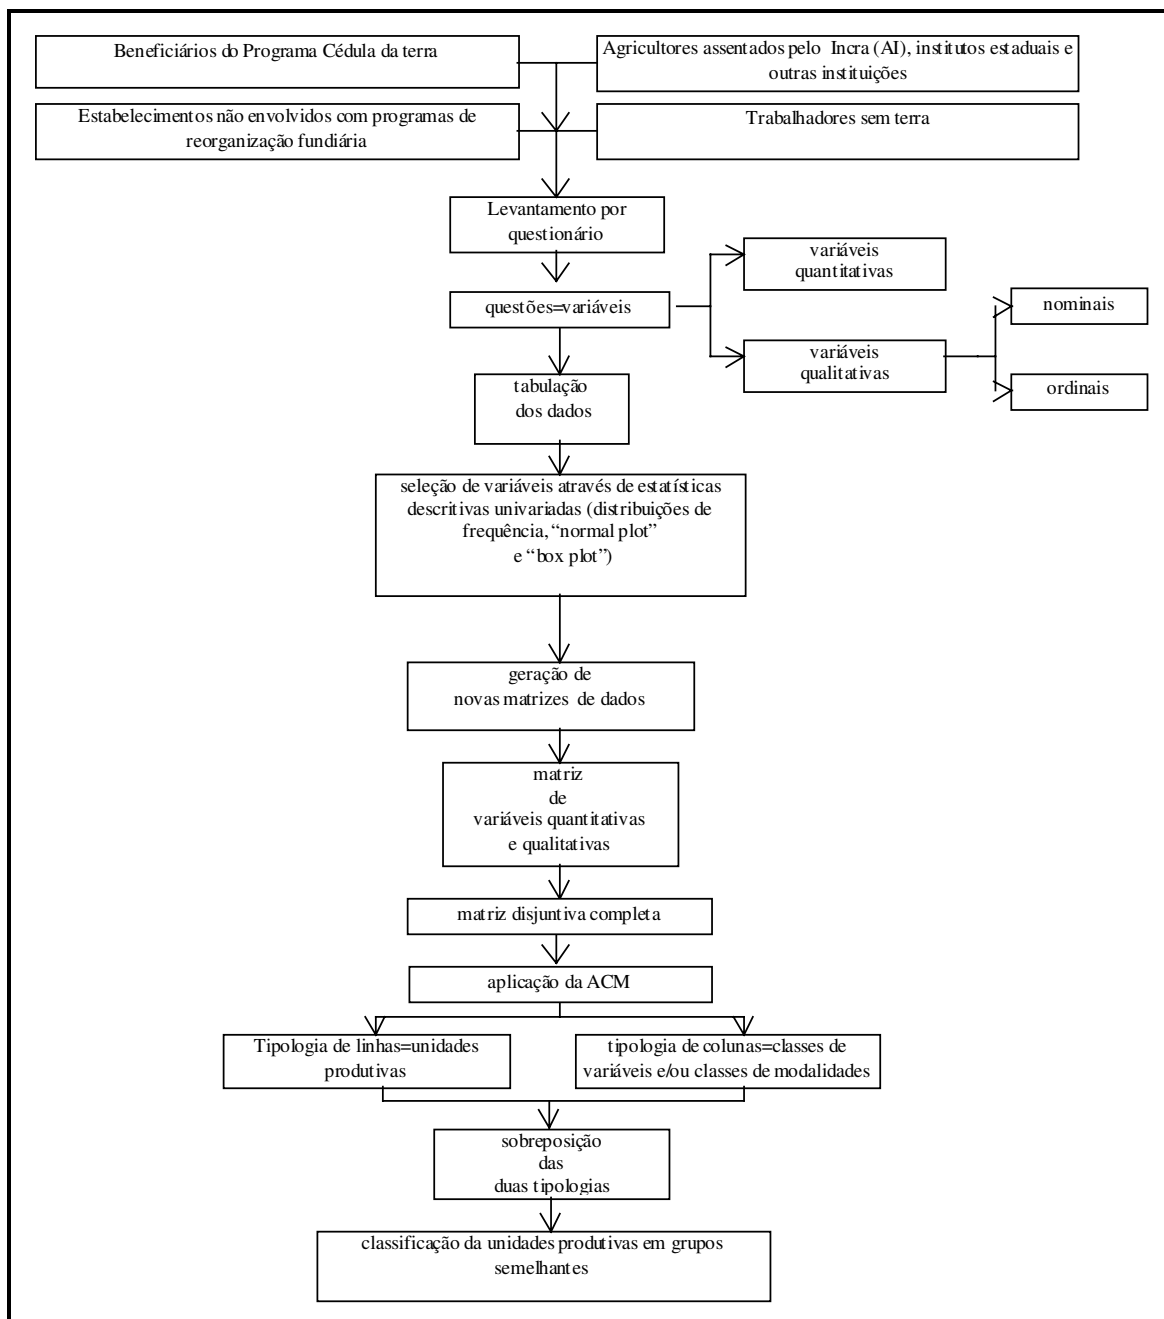 Beneficiários do Programa Cédula da terra
Agricultores assentados pelo Incra (AI), institutos estaduais e
outras instituições
Estabelecimentos não envolvidos com programas de
reorganização fundiária
Trabalhadores sem terra
Levantamento por
questionário
variáveis
quantitativas
questões=variáveis
nominais
variáveis
qualitativas
ordinais
tabulação
dos dados
seleção de variáveis através de estatísticas
descritivas univariadas (distribuições de
frequência, “normal plot”
e “box plot”)
geração de
novas matrizes de dados
matriz
de
variáveis quantitativas
e qualitativas
matriz disjuntiva completa
aplicação da ACM
Tipologia de linhas=unidades
produtivas
tipologia de colunas=classes de
variáveis e/ou classes de modalidades
sobreposição
das
duas tipologias
classificação da unidades produtivas em grupos
semelhantes